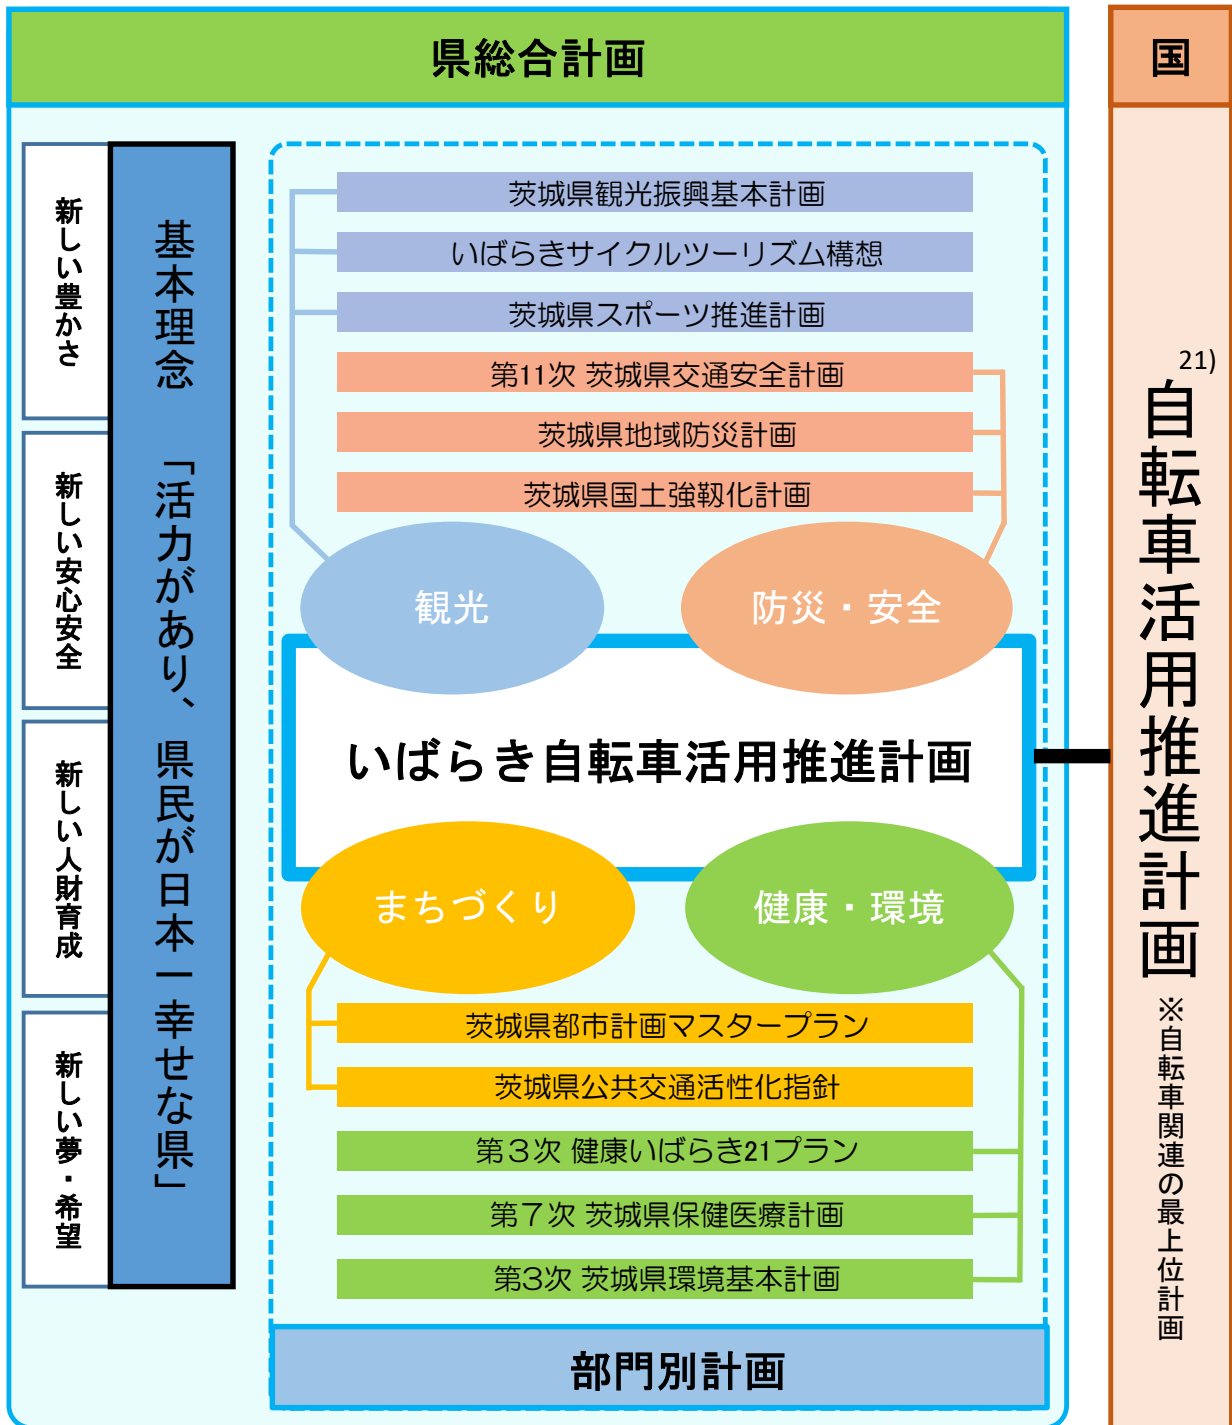 県総合計画
国
新しい豊かさ
新しい安心安全
新しい人財育成
新しい夢・希望
基本理念 「活力があり、県民が日本一幸せな県」
茨城県観光振興基本計画
いばらきサイクルツーリズム構想
茨城県スポーツ推進計画
第11次 茨城県交通安全計画
茨城県地域防災計画
茨城県国土強靱化計画
観光
防災・安全
いばらき自転車活用推進計画
まちづくり
健康・環境
茨城県都市計画マスタープラン
茨城県公共交通活性化指針
第３次 健康いばらき21プラン
第７次 茨城県保健医療計画
第3次 茨城県環境基本計画
部門別計画
21)
自転車活用推進計画
※自転車関連の最上位計画